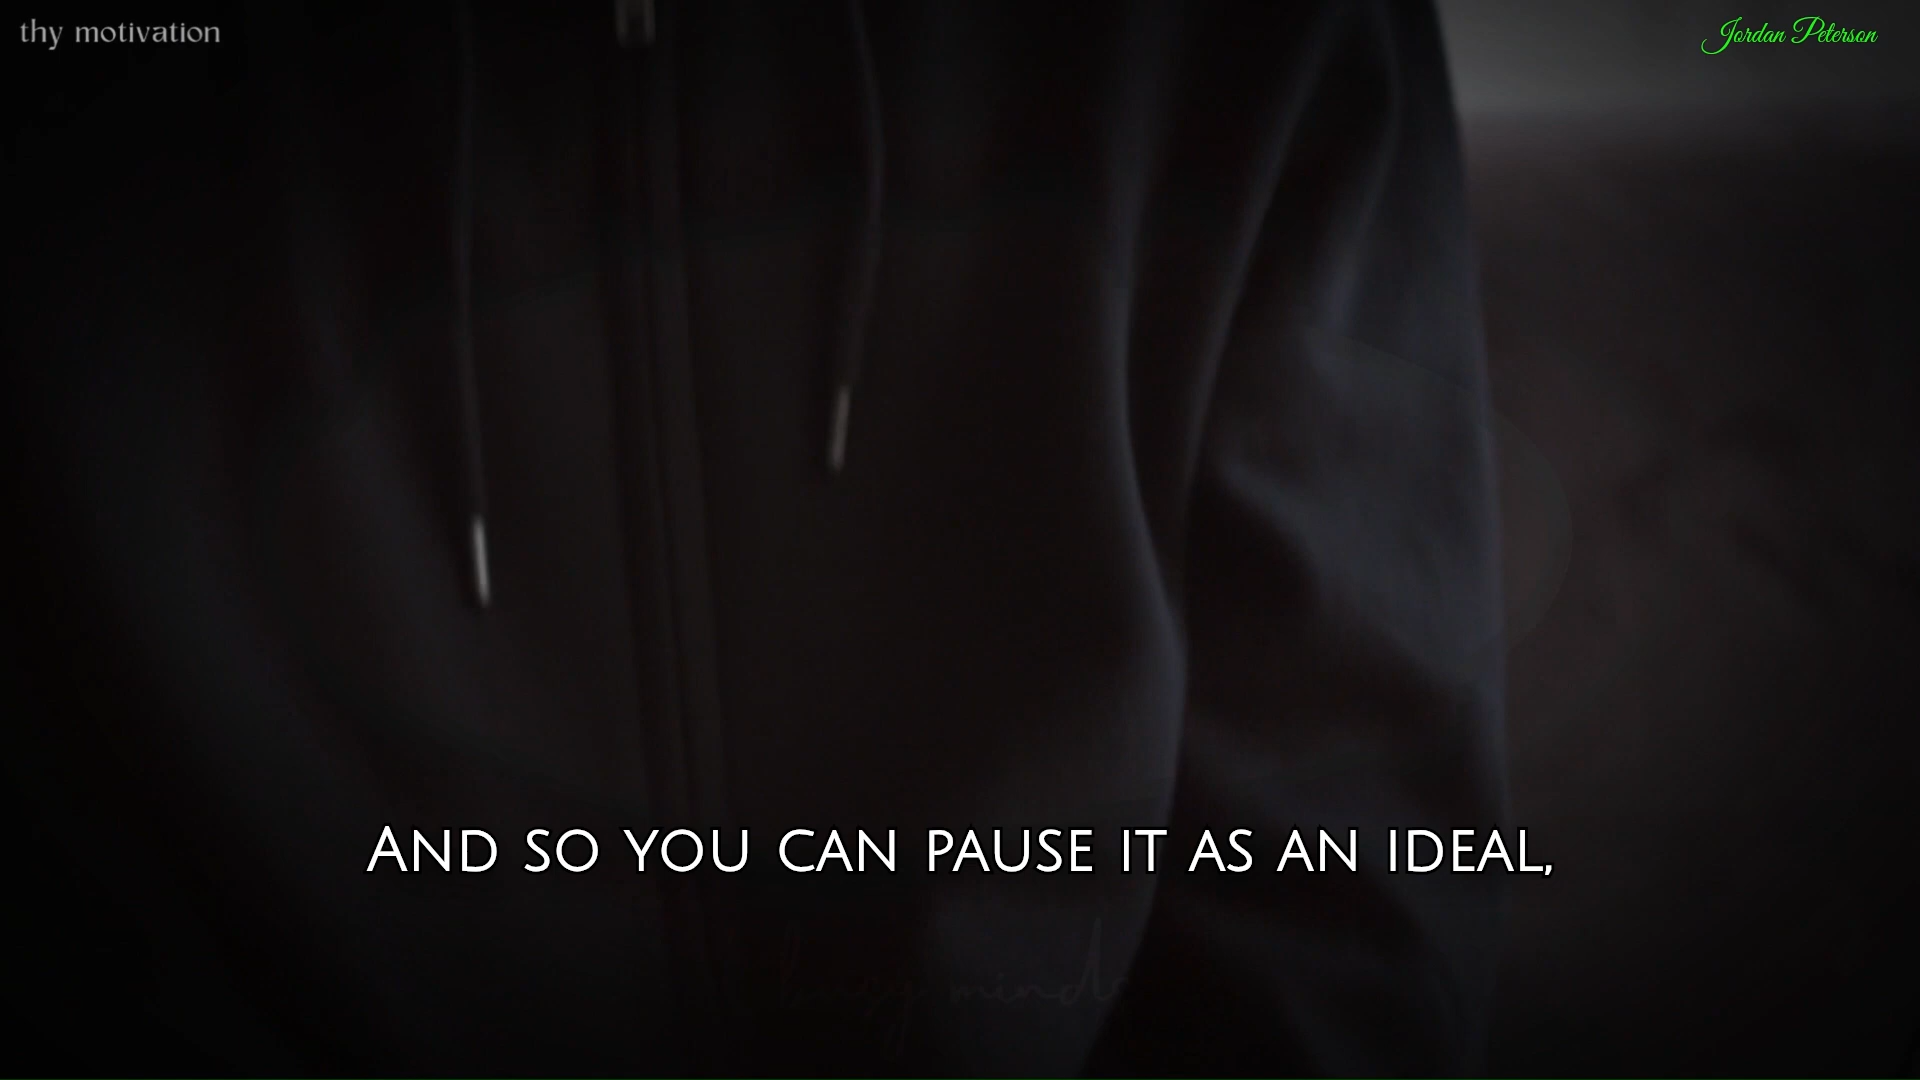 thy motivation
Jordan Peterson
AND SO YOU CAN PAUSE IT AS AN IDEAL,